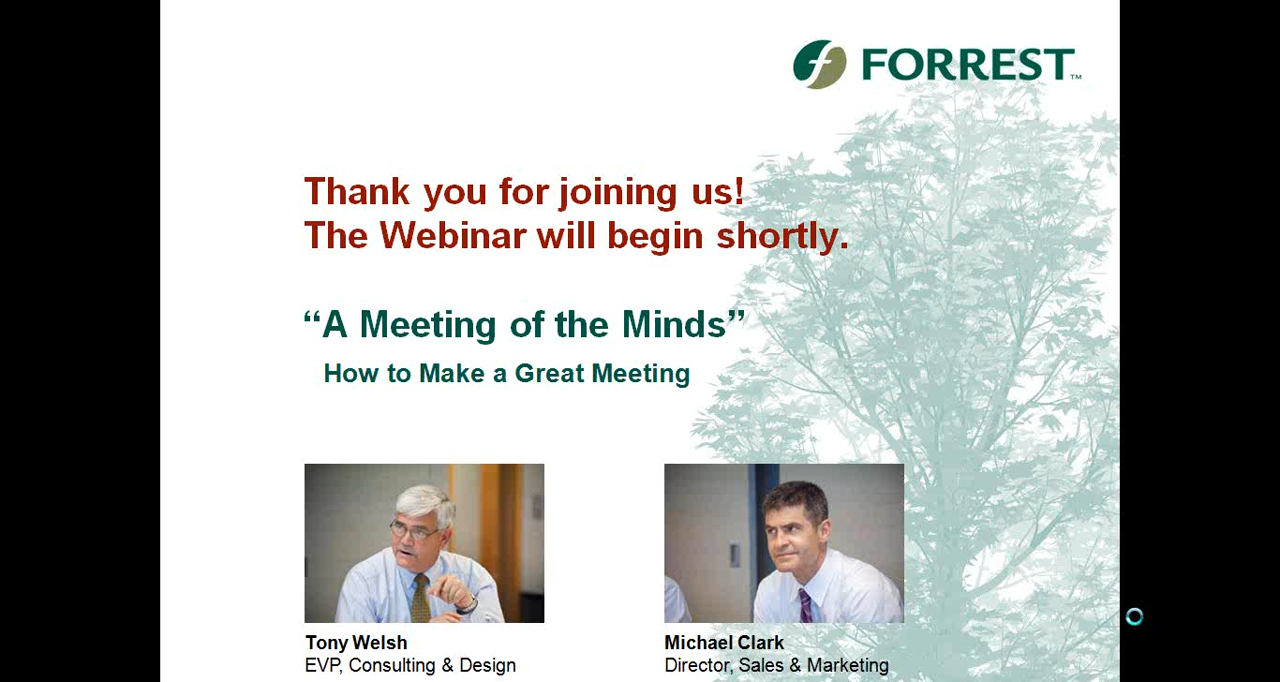 FORREST™
Thank you for joining us!
The Webinar will begin shortly.
“A Meeting of the Minds”
How to Make a Great Meeting
Tony Welsh
EVP, Consulting & Design
Michael Clark
Director, Sales & Marketing